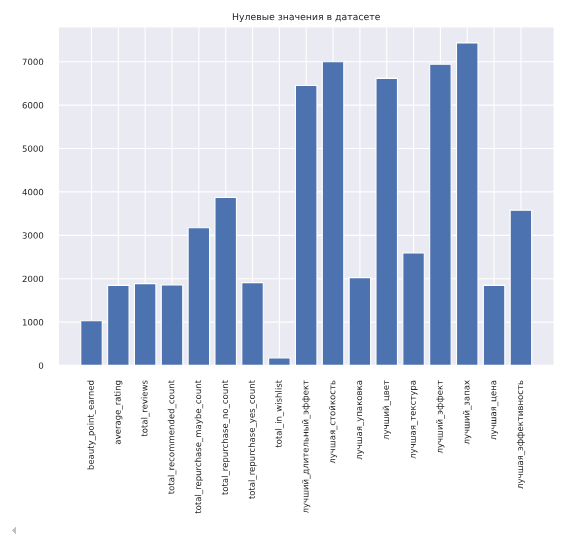 Нулевые значения в датасете
7000
6000
5000
4000
3000
2000
1000
0
beauty_point_earned
average_rating
total_reviews
total_recommended_count
total_repurchase_maybe_count
total_repurchase_no_count
total_repurchase_yes_count
total_in_wishlist
лучший_длительный_эффект
лучшая_стойкость
лучшая_упаковка
лучший_цвет
лучшая_текстура
лучший_эффект
лучший_запах
лучшая_цена
лучшая_эффективность